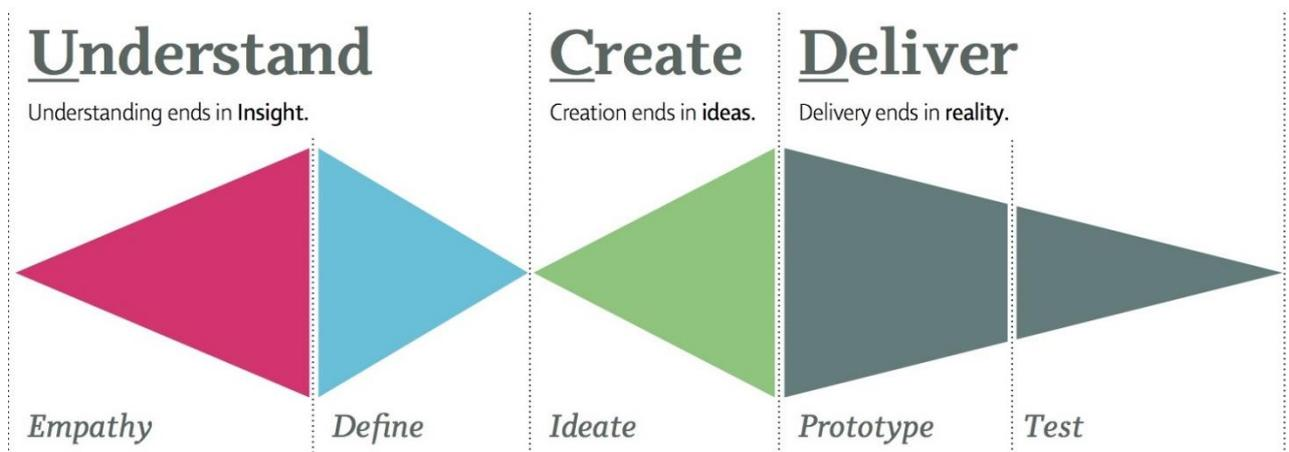 Understand
Understanding ends in Insight.
Create
Creation ends in ideas.
Deliver
Delivery ends in reality.
Empathy
Define
Ideate
Prototype
Test